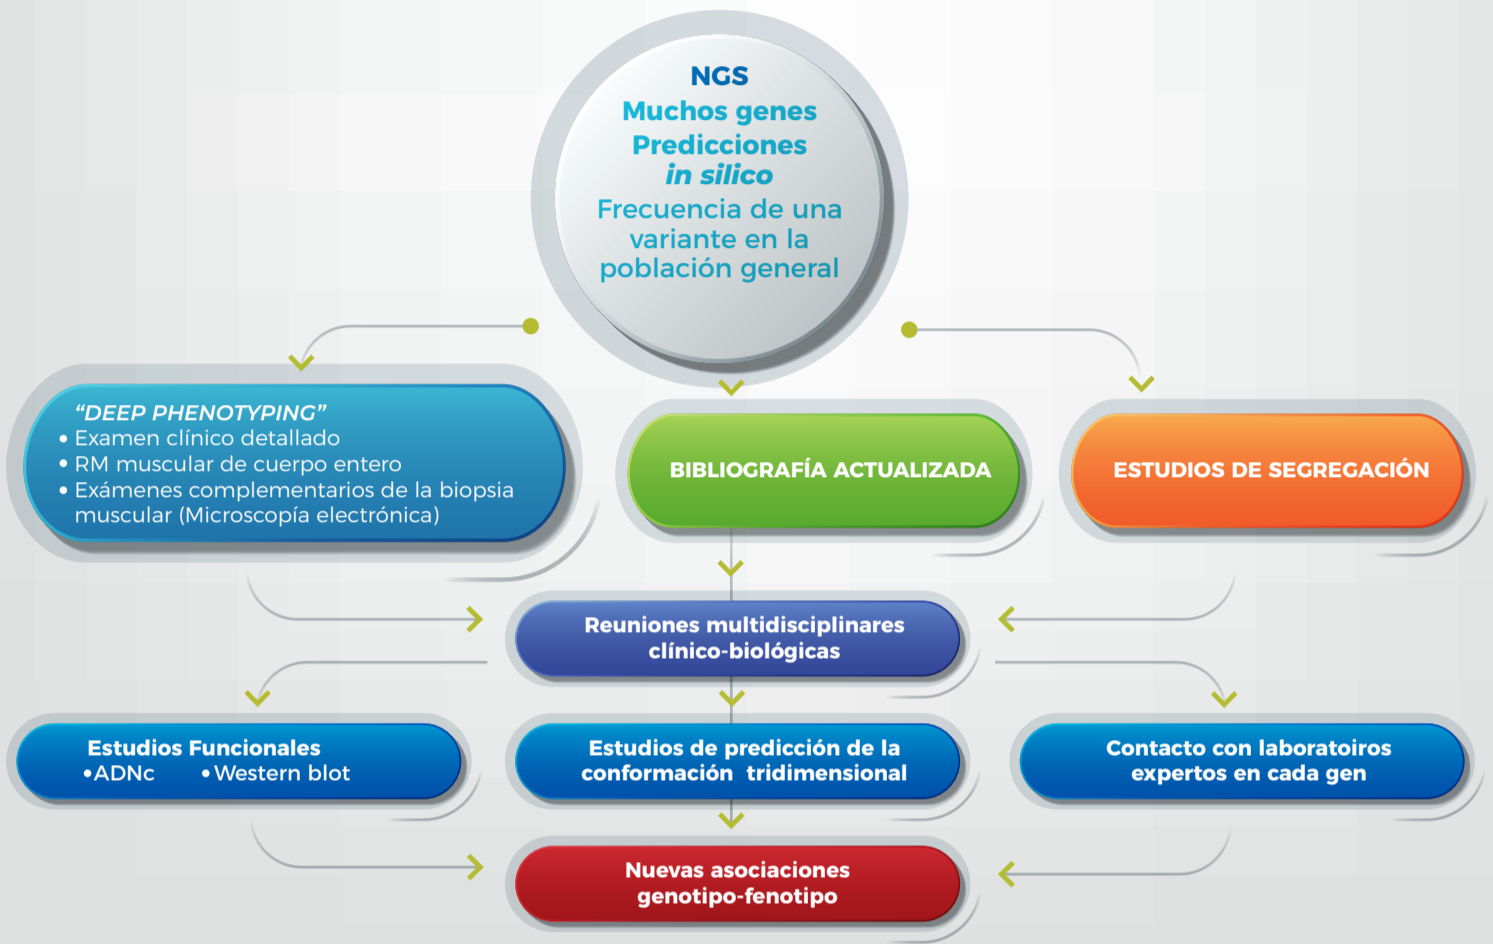 NGS
Muchos genes
Predicciones
in silico
Frecuencia de una
variante en la
población general
“DEEP PHENOTYPING”
• Examen clínico detallado
• RM muscular de cuerpo entero
• Exámenes complementarios de la biopsia
muscular (Microscopía electrónica)
BIBLIOGRAFÍA ACTUALIZADA
ESTUDIOS DE SEGREGACIÓN
Reuniones multidisciplinares
clínico-biológicas
Estudios Funcionales
•ADNc •Western blot
Estudios de predicción de la
conformación tridimensional
Contacto con laboratoiros
expertos en cada gen
Nuevas asociaciones
genotipo-fenotipo